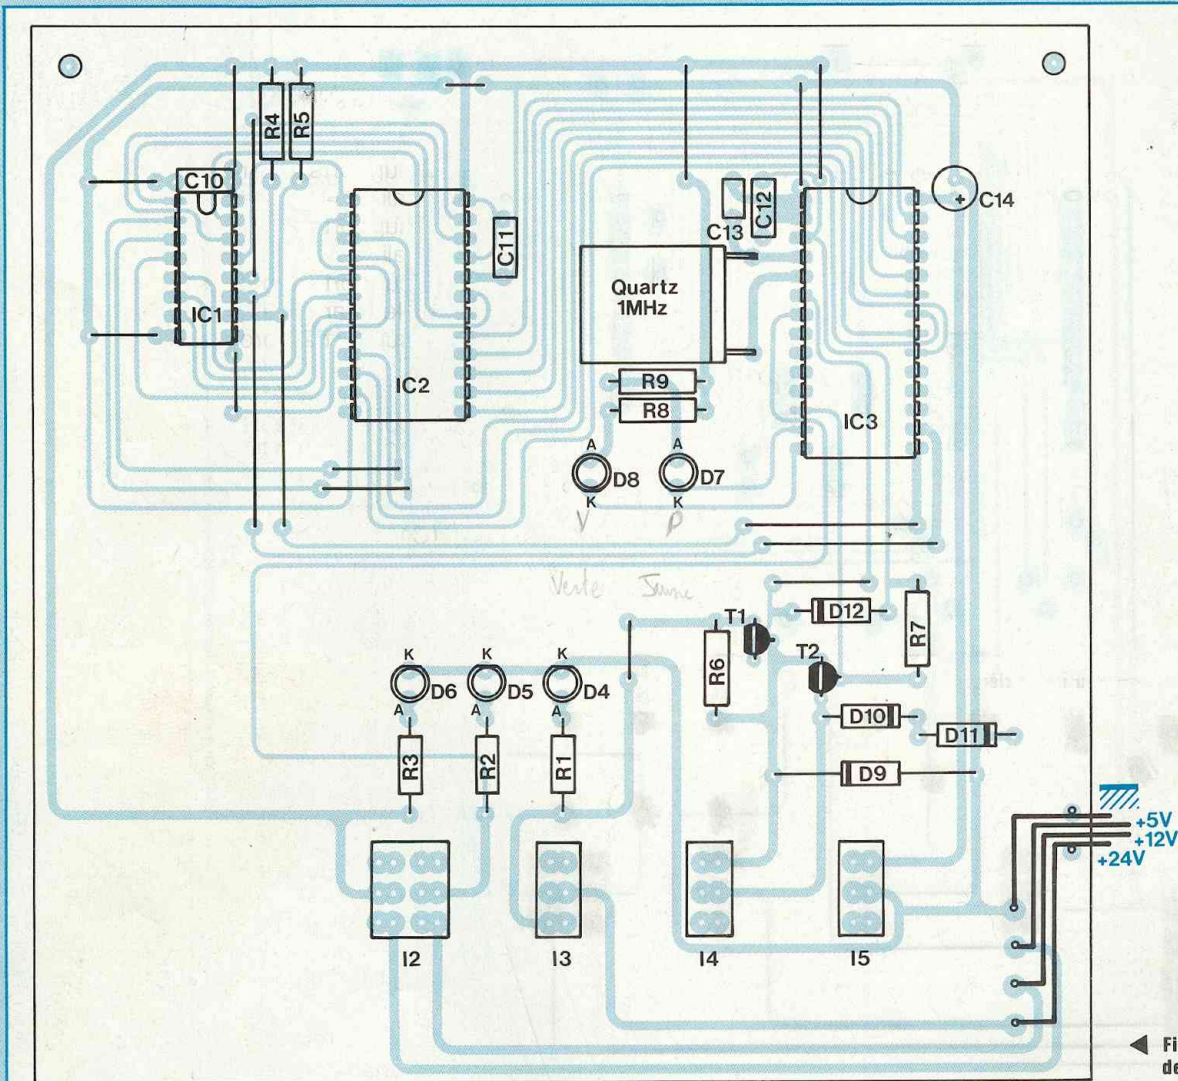 R4
R5
C10
C11
C13
C12
C14
+
Quartz
1MHz
IC1
IC2
IC3
R9
R8
A
A
D8
D7
K
K
V
Verte
T1
D12
R7
K
K
K
T2
R6
D6
D5
D4
A
A
A
D10
D11
R3
R2
R1
D9
+5V
+12V
+24V
I2
I3
I4
I5
◀ Fi
de